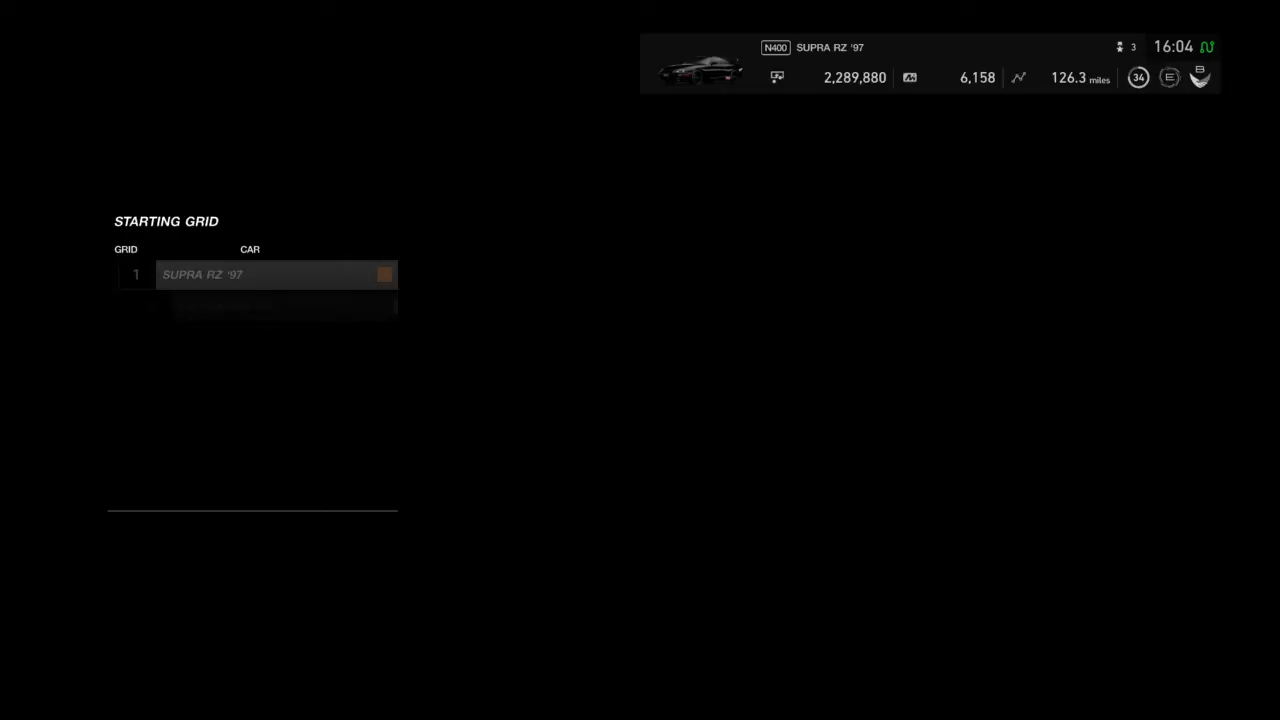 N400 SUPRA RZ '97 3 16:04
2,289,880 6,158 126.3 miles 34 E B
STARTING GRID
GRID CAR
1 SUPRA RZ '97